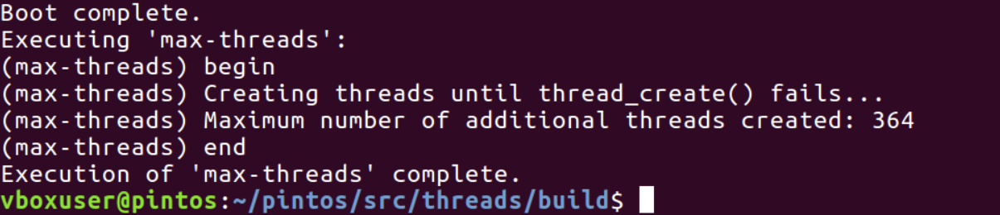 Boot complete.
Executing 'max-threads':
(max-threads) begin
(max-threads) Creating threads until thread_create() fails...
(max-threads) Maximum number of additional threads created: 364
(max-threads) end
Execution of 'max-threads' complete.
vboxuser@pintos:~/pintos/src/threads/build$